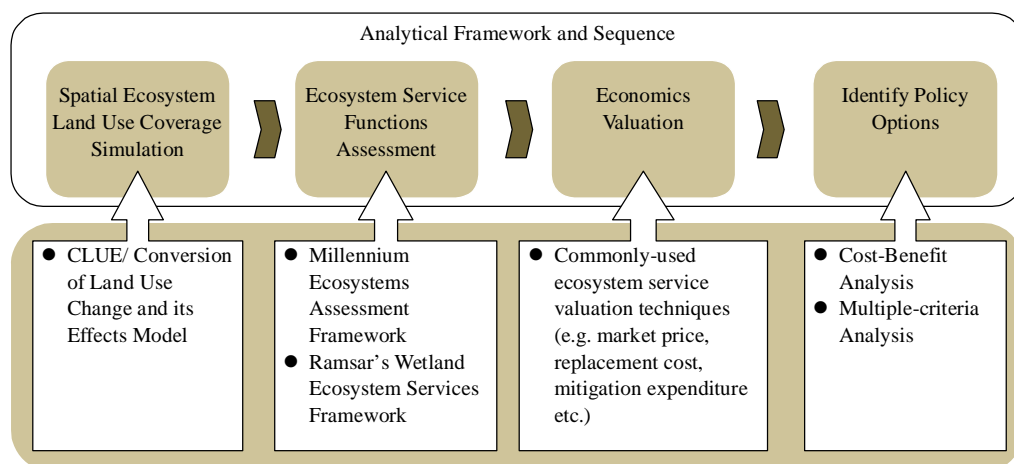 Analytical Framework and Sequence
Spatial Ecosystem
Land Use Coverage
Simulation
Ecosystem Service
Functions
Assessment
Economics
Valuation
Identify Policy
Options
● CLUE/ Conversion
of Land Use
Change and its
Effects Model
● Millennium
Ecosystems
Assessment
Framework
● Ramsar's Wetland
Ecosystem Services
Framework
● Commonly-used
ecosystem service
valuation techniques
(e.g. market price,
replacement cost,
mitigation expenditure
etc.)
● Cost-Benefit
Analysis
● Multiple-criteria
Analysis